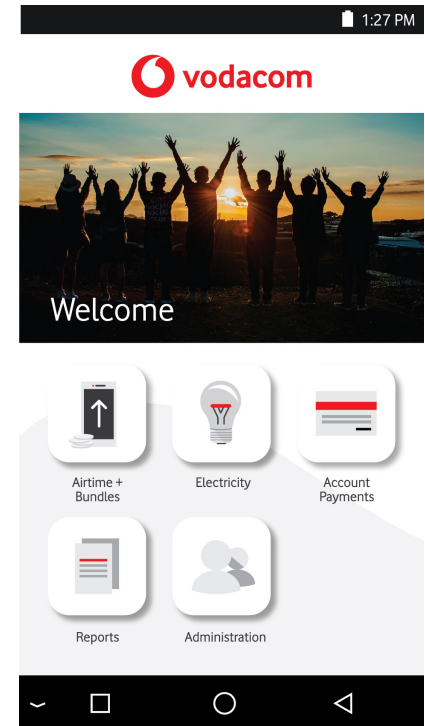 1:27 PM
vodacom
Welcome
Airtime +
Bundles
Electricity
Account
Payments
Reports
Administration